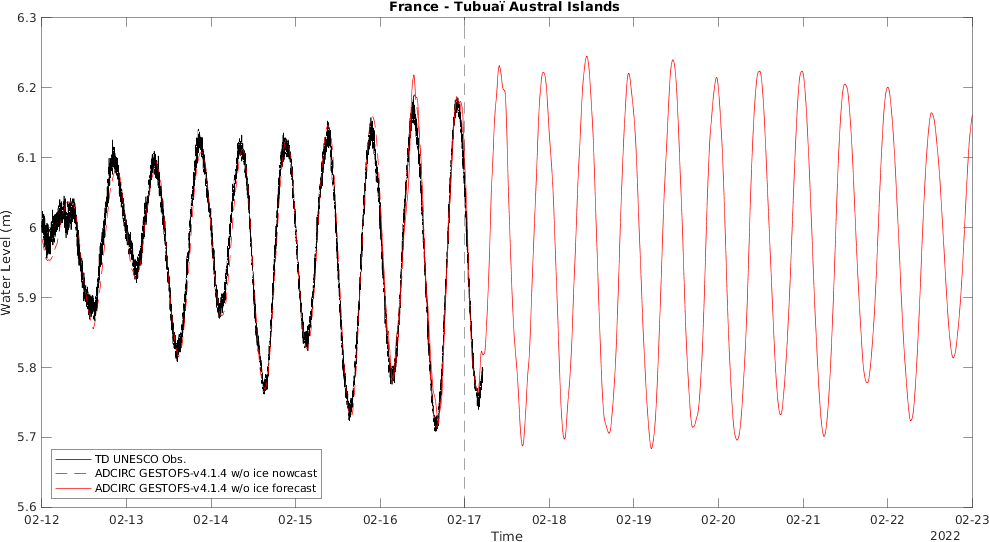 France - Tubuaï Austral Islands
6.3
6.2
6.1
6
5.9
5.8
5.7
5.6
Water Level (m)
TD UNESCO Obs.
ADCIRC GESTOFS-v4.1.4 w/o ice nowcast
ADCIRC GESTOFS-v4.1.4 w/o ice forecast
02-12 02-13 02-14 02-15 02-16 02-17 02-18 02-19 02-20 02-21 02-22 02-23
Time 2022